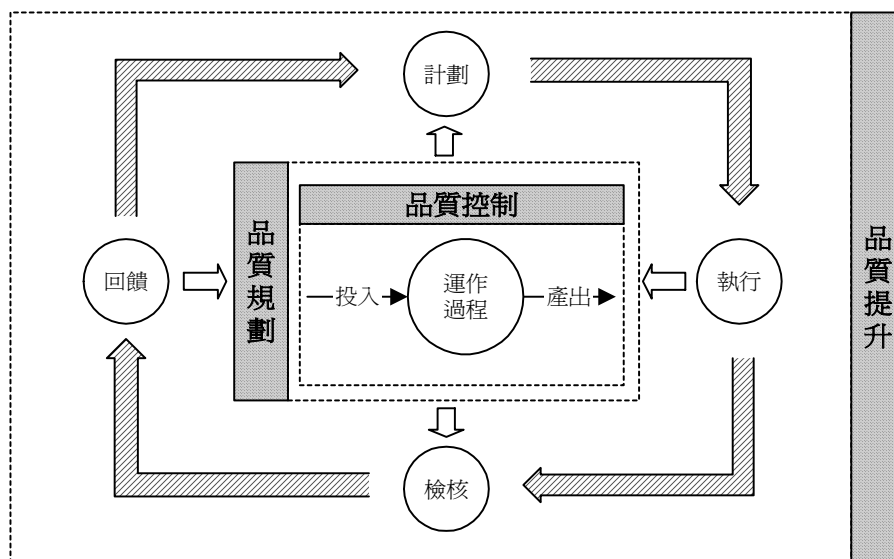 計劃
品質控制
品質規劃
回饋
投入
運作
過程
產出
執行
品質提升
檢核